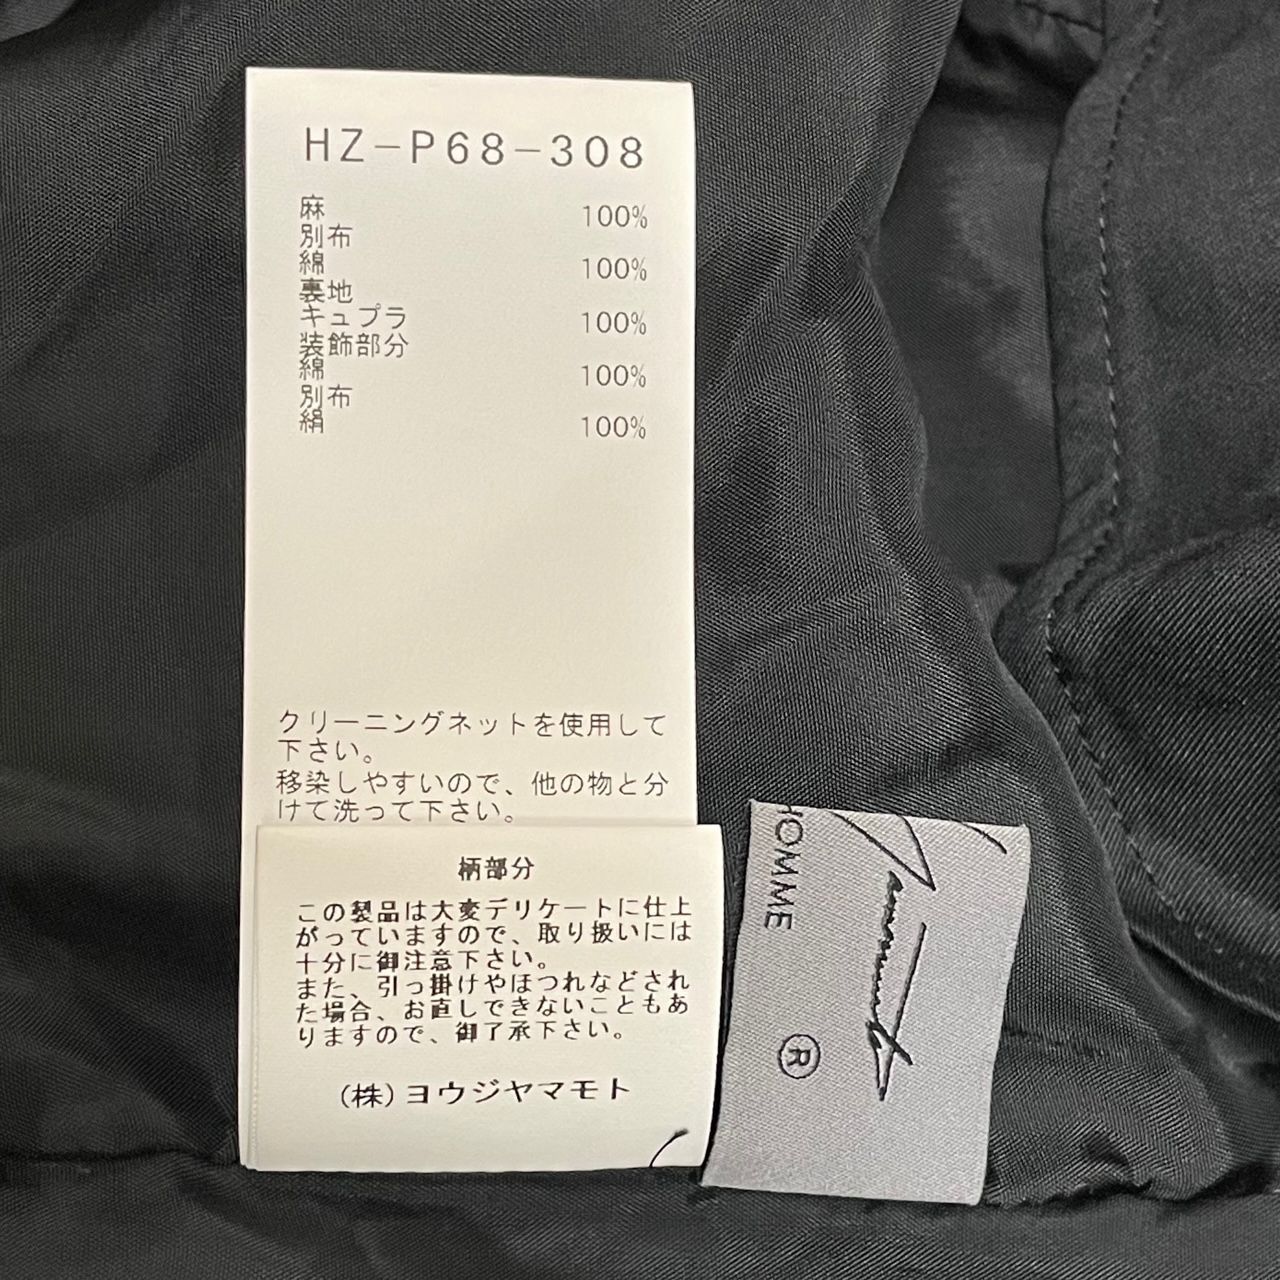 HZ-P68-308
麻 100%
別布
綿 100%
裏地
キュプラ 100%
装飾部分
綿 100%
別布
絹 100%
クリーニングネットを使用して
下さい。
移染しやすいので、他の物と分
けて洗って下さい。
柄部分
この製品は大変デリケートに仕上
がっていますので、取り扱いには
十分に御注意下さい。
また、引っ掛けやほつれなどされ
た場合、お直しできないこともあ
りますので、御了承下さい。
(株)ヨウジヤマモト
HOMME
®